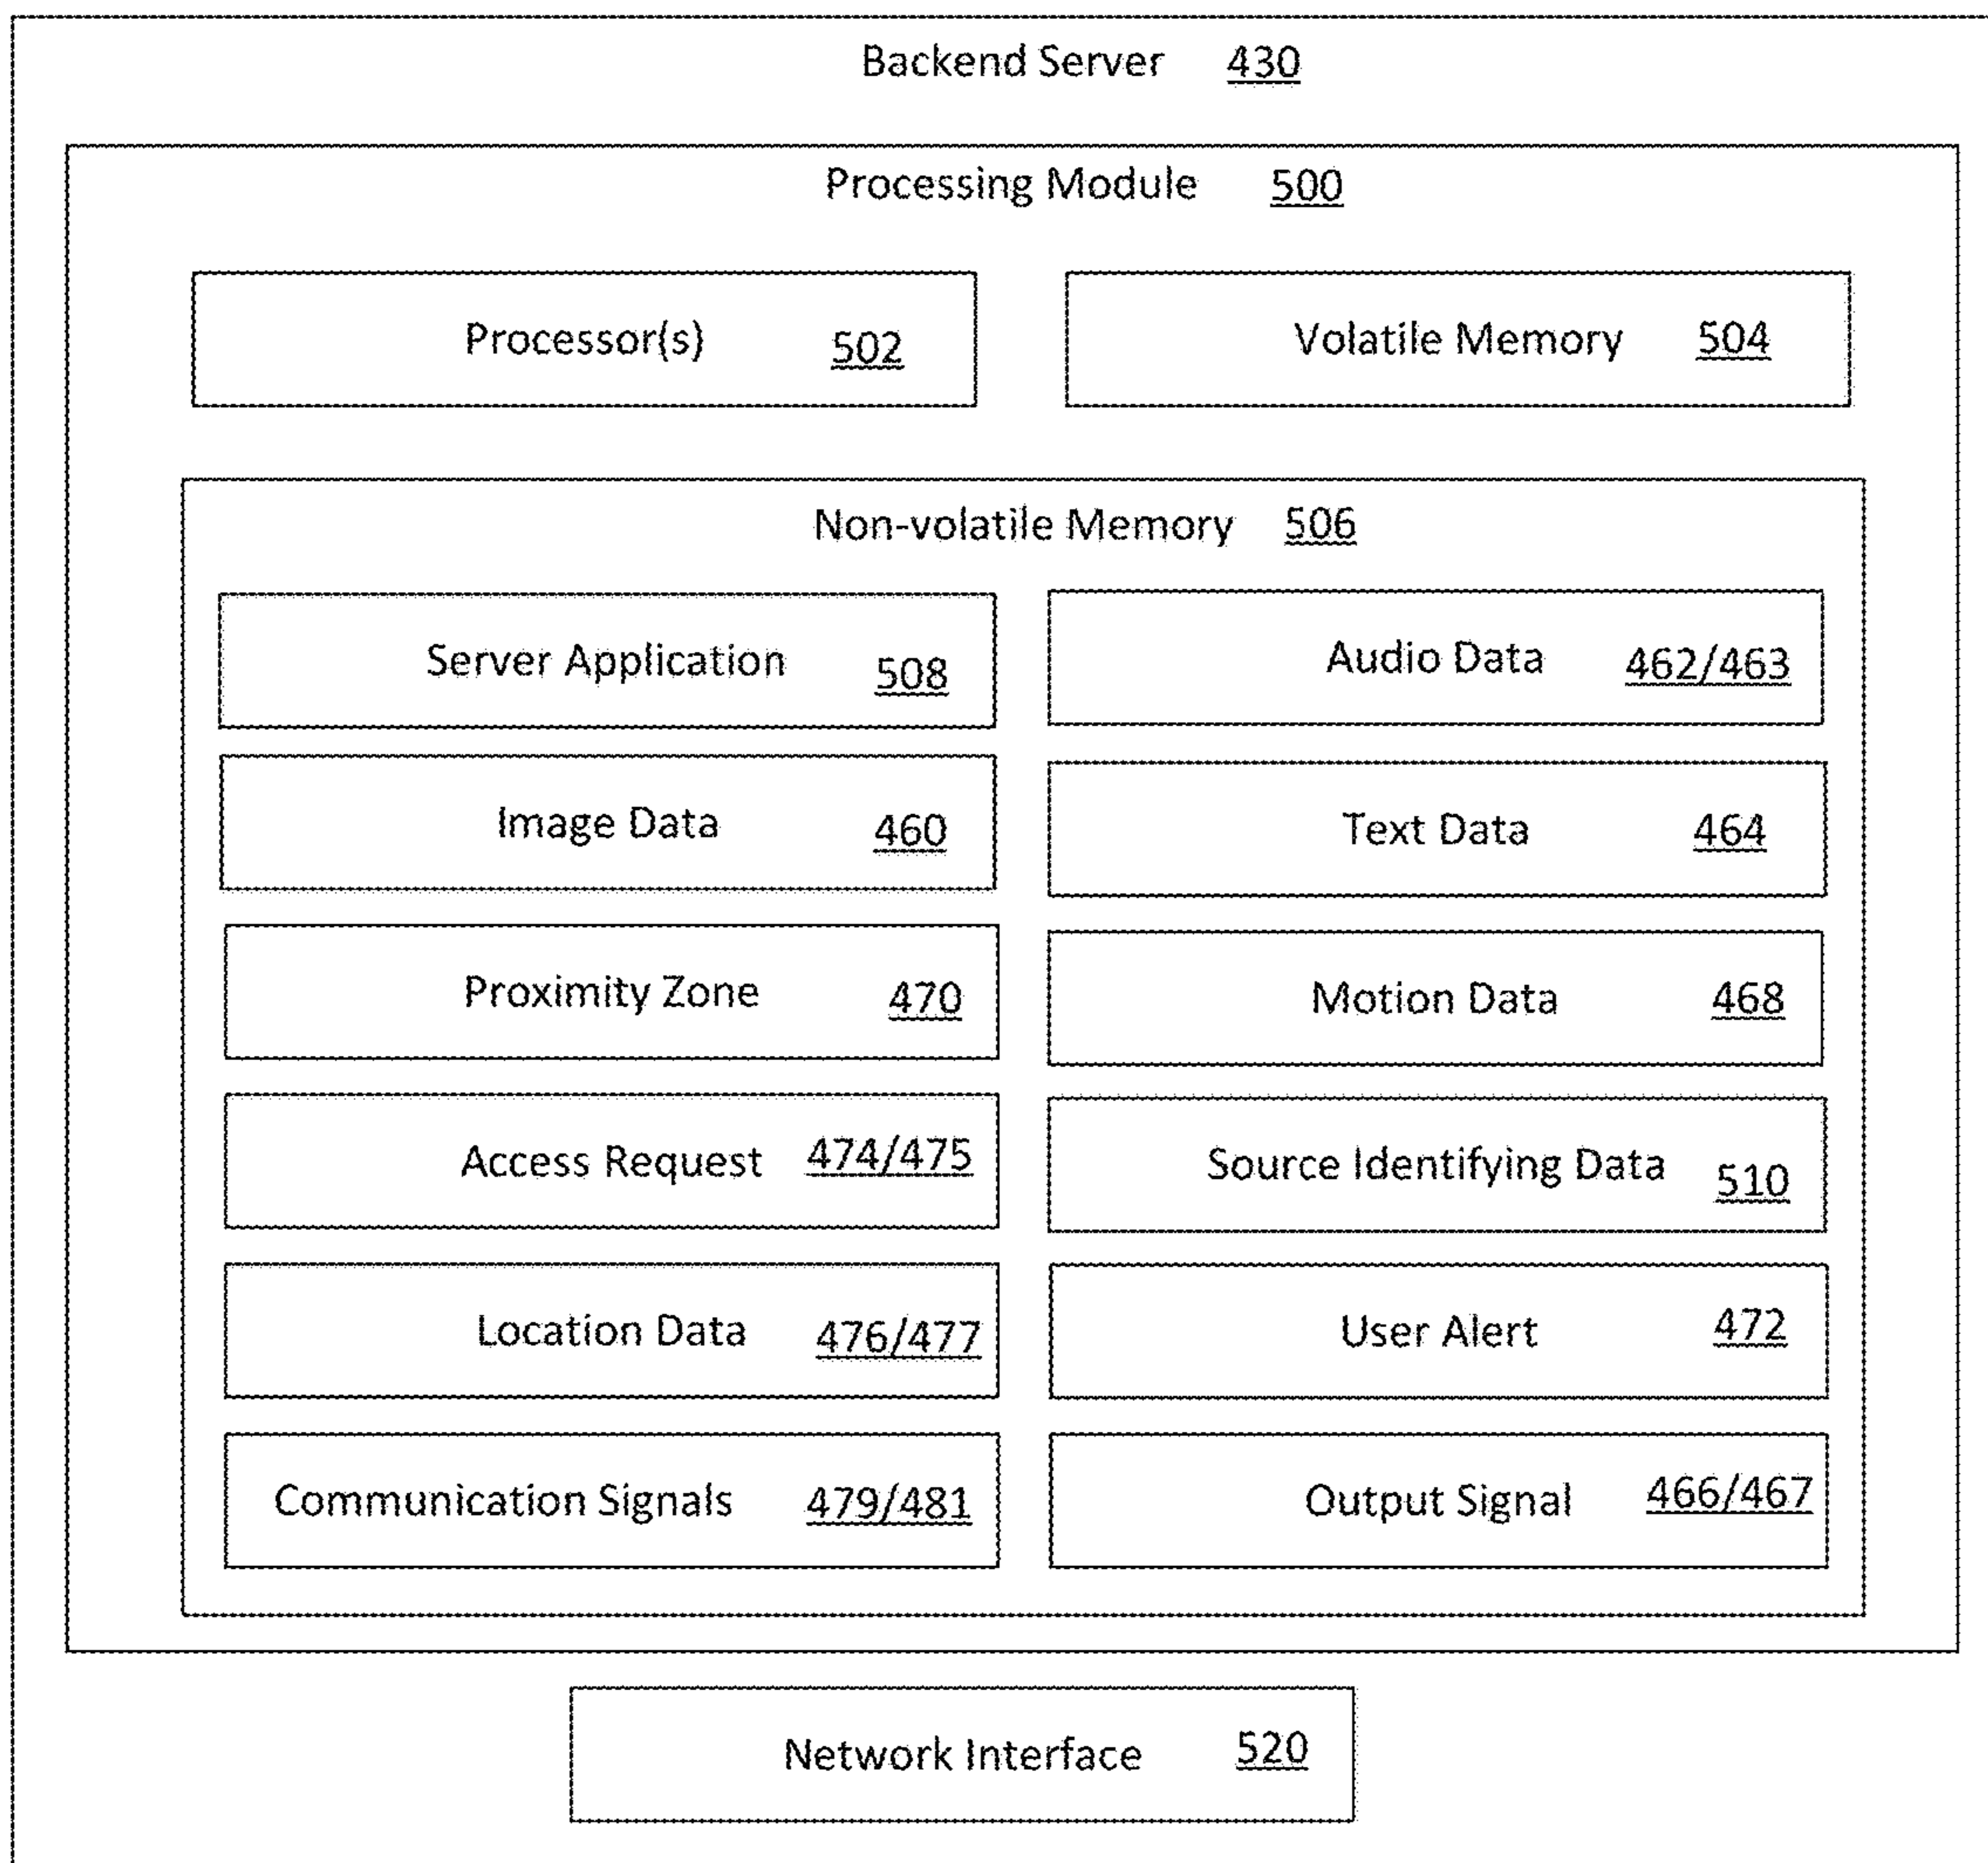 Backend Server 430
Processing Module 500
Processor(s) 502
Volatile Memory 504
Non-volatile Memory 506
Server Application 508
Audio Data 462/463
Image Data 460
Text Data 464
Proximity Zone 470
Motion Data 468
Access Request 474/475
Source Identifying Data 510
Location Data 476/477
User Alert 472
Communication Signals 479/481
Output Signal 466/467
Network Interface 520